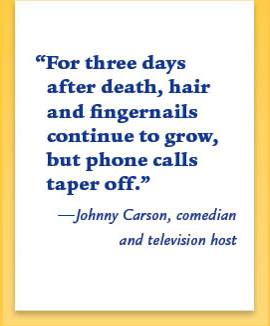 “For three days
after death, hair
and fingernails
continue to grow,
but phone calls
taper off.”
—Johnny Carson, comedian
and television host